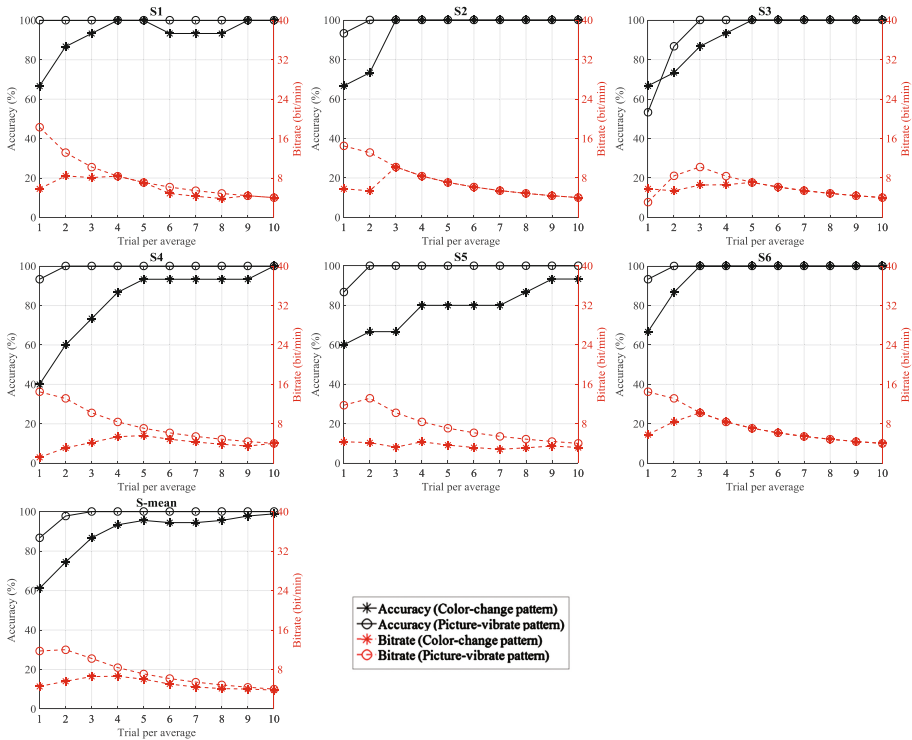 S1
S2
S3
100
80
60
40
20
0
40
32
24
16
8
Accuracy (%)
Bitrate (bit/min)
1 2 3 4 5 6 7 8 9 10
Trial per average
100
80
60
40
20
0
40
32
24
16
8
Accuracy (%)
Bitrate (bit/min)
1 2 3 4 5 6 7 8 9 10
Trial per average
100
80
60
40
20
0
40
32
24
16
8
Accuracy (%)
Bitrate (bit/min)
1 2 3 4 5 6 7 8 9 10
Trial per average
S4
S5
S6
100
80
60
40
20
0
40
32
24
16
8
Accuracy (%)
Bitrate (bit/min)
1 2 3 4 5 6 7 8 9 10
Trial per average
100
80
60
40
20
0
40
32
24
16
8
Accuracy (%)
Bitrate (bit/min)
1 2 3 4 5 6 7 8 9 10
Trial per average
100
80
60
40
20
0
40
32
24
16
8
Accuracy (%)
Bitrate (bit/min)
1 2 3 4 5 6 7 8 9 10
Trial per average
S-mean
100
80
60
40
20
0
40
32
24
16
8
Accuracy (%)
Bitrate (bit/min)
1 2 3 4 5 6 7 8 9 10
Trial per average
Accuracy (Color-change pattern)
Accuracy (Picture-vibrate pattern)
Bitrate (Color-change pattern)
Bitrate (Picture-vibrate pattern)